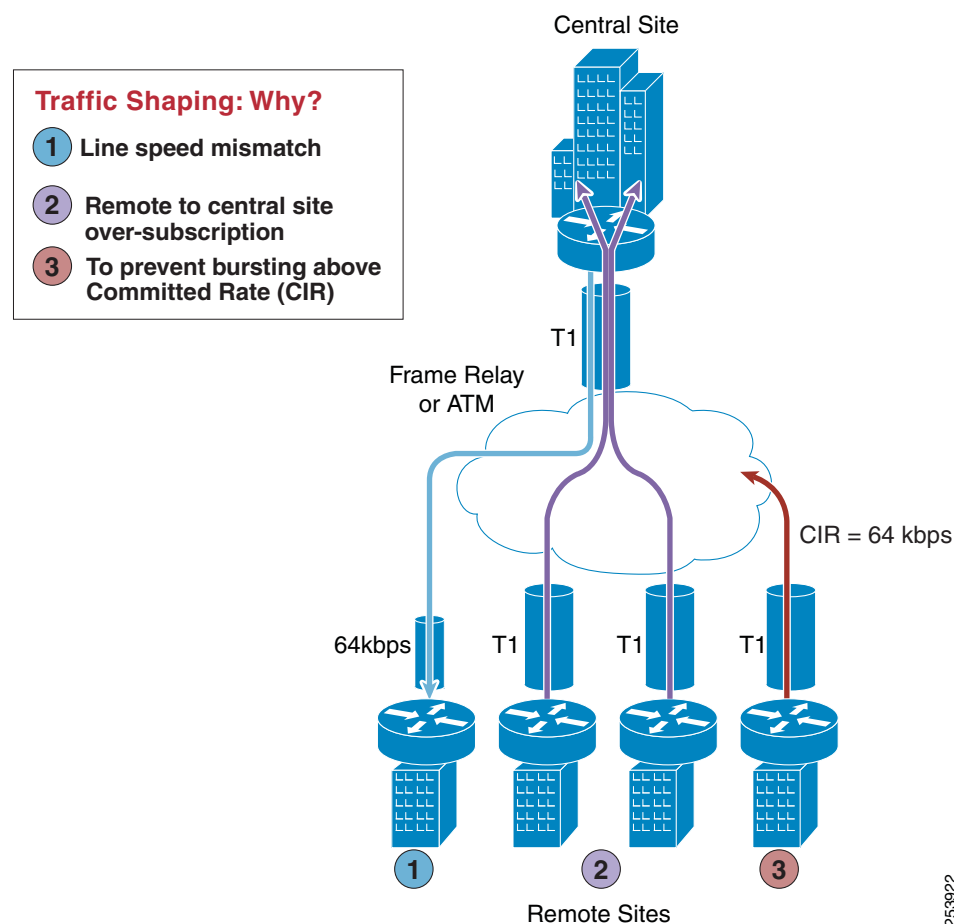 Central Site
Traffic Shaping: Why?
1 Line speed mismatch
2 Remote to central site
over-subscription
3 To prevent bursting above
Committed Rate (CIR)
T1
Frame Relay
or ATM
CIR = 64 kbps
64kbps
T1
T1
T1
1
2
3
Remote Sites
253922